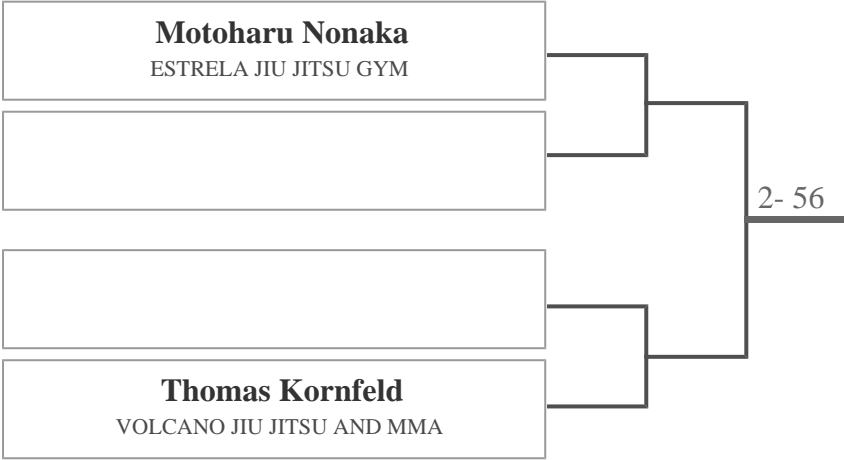 Motoharu Nonaka
ESTRELA JIU JITSU GYM
2- 56
Thomas Kornfeld
VOLCANO JIU JITSU AND MMA